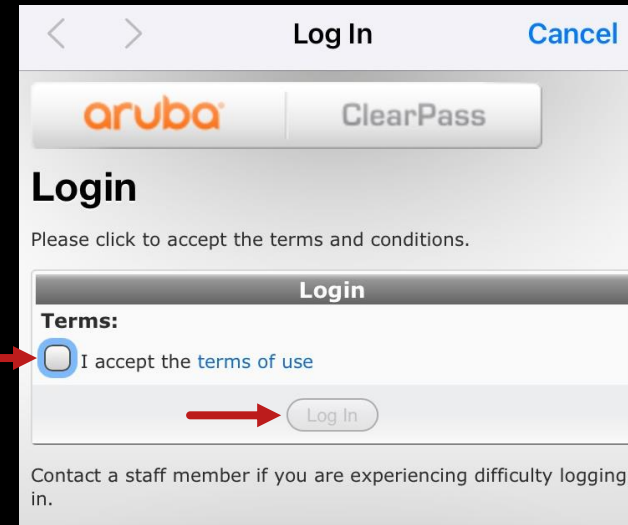 Log In Cancel
aruba ClearPass
Login
Please click to accept the terms and conditions.
Login
Terms:
I accept the terms of use
Log In
Contact a staff member if you are experiencing difficulty logging
in.